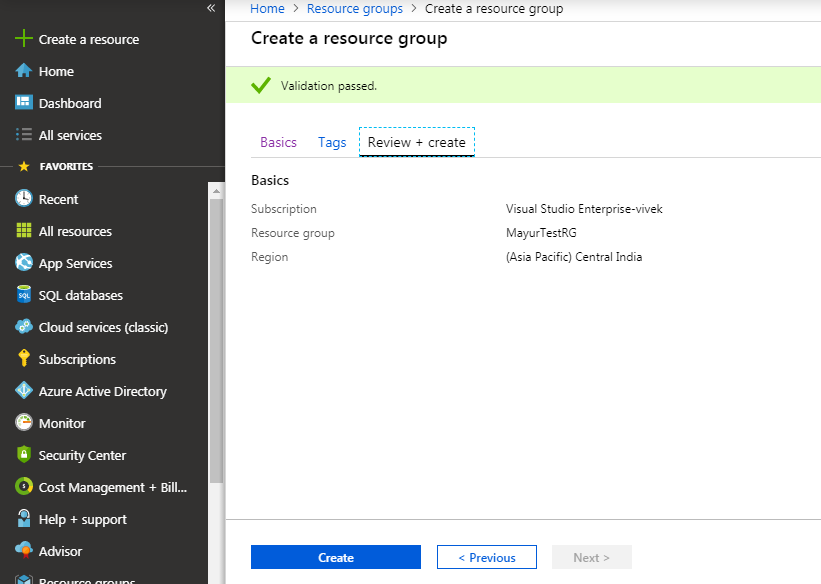 «
Create a resource
Home
Dashboard
All services
FAVORITES
Recent
All resources
App Services
SQL
SQL databases
Cloud services (classic)
Subscriptions
Azure Active Directory
Monitor
Security Center
Cost Management + Bill...
Help + support
Advisor
Resource groups
Home > Resource groups > Create a resource group
Create a resource group
Validation passed.
Basics Tags Review + create
Basics
Subscription Visual Studio Enterprise-vivek
Resource group MayurTestRG
Region (Asia Pacific) Central India
Create < Previous Next >